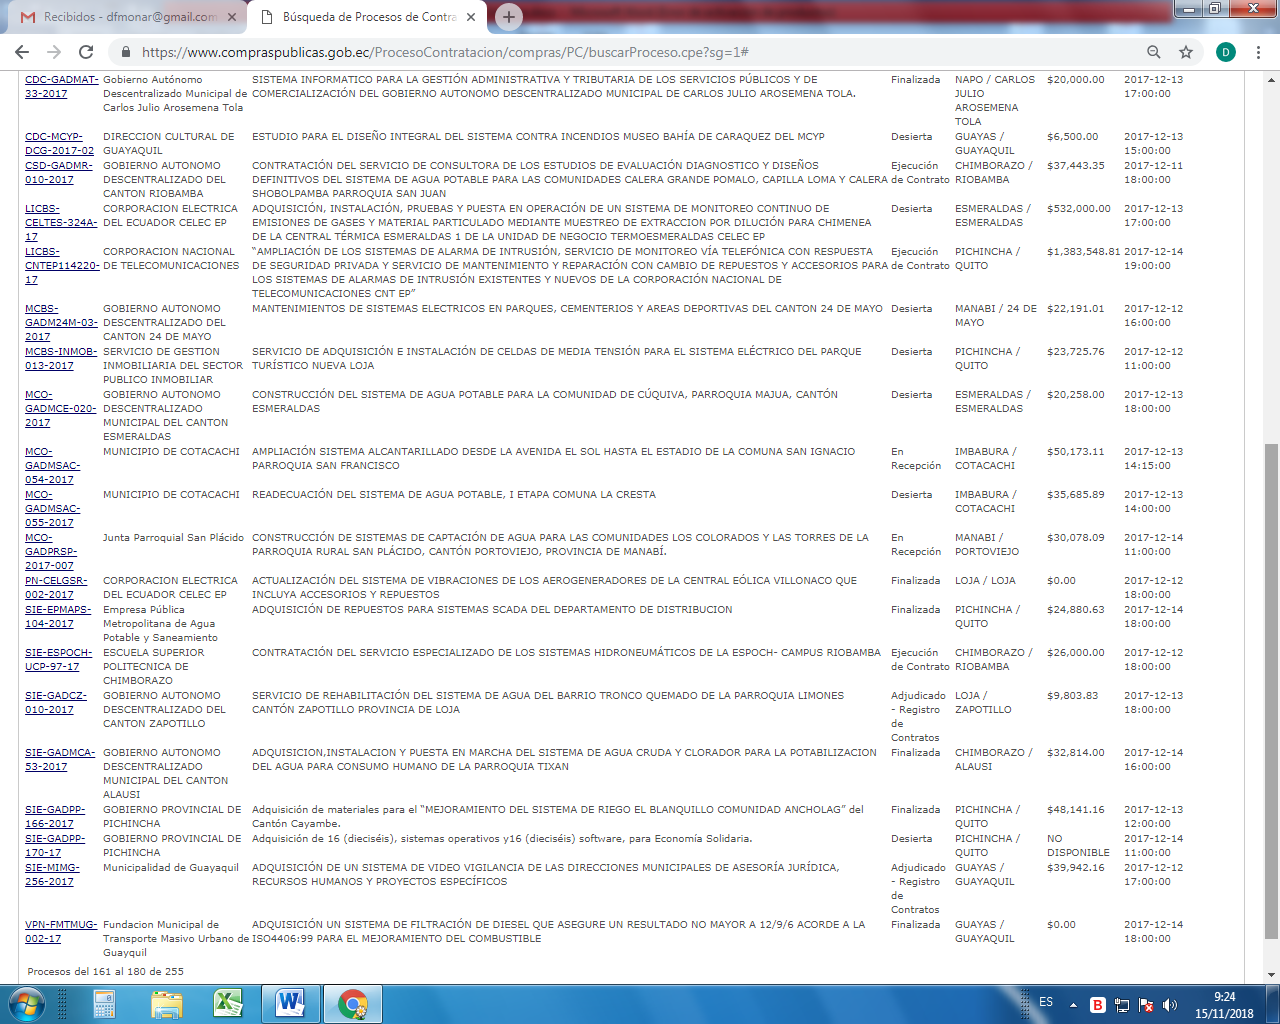 Recibidos - dfmonar@gmail.com
Búsqueda de Procesos de Contra
https://www.compraspublicas.gob.ec/ProcesoContratacion/compras/PC/buscarProceso.cpe?sg=1#
D
CDC-GADMAT-33-2017 Gobierno Autónomo Descentralizado Municipal de Carlos Julio Arosemena Tola SISTEMA INFORMATICO PARA LA GESTIÓN ADMINISTRATIVA Y TRIBUTARIA DE LOS SERVICIOS PÚBLICOS Y DE COMERCIALIZACIÓN DEL GOBIERNO AUTONOMO DESCENTRALIZADO MUNICIPAL DE CARLOS JULIO AROSEMENA TOLA. Finalizada NAPO / CARLOS JULIO AROSEMENA TOLA $20,000.00 2017-12-13 17:00:00
CDC-MCYP-DCG-2017-02 DIRECCION CULTURAL DE GUAYAQUIL ESTUDIO PARA EL DISEÑO INTEGRAL DEL SISTEMA CONTRA INCENDIOS MUSEO BAHÍA DE CARAQUEZ DEL MCYP Desierta GUAYAS / GUAYAQUIL $6,500.00 2017-12-13 15:00:00
CSD-GADMR-010-2017 GOBIERNO AUTONOMO DESCENTRALIZADO DEL CANTON RIOBAMBA CONTRATACIÓN DEL SERVICIO DE CONSULTORA DE LOS ESTUDIOS DE EVALUACIÓN DIAGNOSTICO Y DISEÑOS DEFINITIVOS DEL SISTEMA DE AGUA POTABLE PARA LAS COMUNIDADES CALERA GRANDE POMALO, CAPILLA LOMA Y CALERA SHOBOLPAMBA PARROQUIA SAN JUAN Ejecución de Contrato CHIMBORAZO / RIOBAMBA $37,443.35 2017-12-11 18:00:00
LICBS-CELTES-324A-17 CORPORACION ELECTRICA DEL ECUADOR CELEC EP ADQUISICIÓN, INSTALACIÓN, PRUEBAS Y PUESTA EN OPERACIÓN DE UN SISTEMA DE MONITOREO CONTINUO DE EMISIONES DE GASES Y MATERIAL PARTICULADO MEDIANTE MUESTREO DE EXTRACCION POR DILUCIÓN PARA CHIMENEA DE LA CENTRAL TÉRMICA ESMERALDAS 1 DE LA UNIDAD DE NEGOCIO TERMOESMERALDAS CELEC EP Desierta ESMERALDAS / ESMERALDAS $532,000.00 2017-12-13 17:00:00
LICBS-CNTEP114220-17 CORPORACION NACIONAL DE TELECOMUNICACIONES “AMPLIACIÓN DE LOS SISTEMAS DE ALARMA DE INTRUSIÓN, SERVICIO DE MONITOREO VÍA TELEFÓNICA CON RESPUESTA DE SEGURIDAD PRIVADA Y SERVICIO DE MANTENIMIENTO Y REPARACIÓN CON CAMBIO DE REPUESTOS Y ACCESORIOS PARA LOS SISTEMAS DE ALARMAS DE INTRUSIÓN EXISTENTES Y NUEVOS DE LA CORPORACIÓN NACIONAL DE TELECOMUNICACIONES CNT EP” Ejecución de Contrato PICHINCHA / QUITO $1,383,548.81 2017-12-14 19:00:00
MCBS-GADM24M-03-2017 GOBIERNO AUTONOMO DESCENTRALIZADO DEL CANTON 24 DE MAYO MANTENIMIENTOS DE SISTEMAS ELECTRICOS EN PARQUES, CEMENTERIOS Y AREAS DEPORTIVAS DEL CANTON 24 DE MAYO Desierta MANABI / 24 DE MAYO $22,191.01 2017-12-12 16:00:00
MCBS-INMOB-013-2017 SERVICIO DE GESTION INMOBILIARIA DEL SECTOR PUBLICO INMOBILIAR SERVICIO DE ADQUISICIÓN E INSTALACIÓN DE CELDAS DE MEDIA TENSIÓN PARA EL SISTEMA ELÉCTRICO DEL PARQUE TURÍSTICO NUEVA LOJA Desierta PICHINCHA / QUITO $23,725.76 2017-12-12 11:00:00
MCO-GADMCE-020-2017 GOBIERNO AUTONOMO DESCENTRALIZADO MUNICIPAL DEL CANTON ESMERALDAS CONSTRUCCIÓN DEL SISTEMA DE AGUA POTABLE PARA LA COMUNIDAD DE CÚQUIVA, PARROQUIA MAJUA, CANTÓN ESMERALDAS Desierta ESMERALDAS / ESMERALDAS $20,258.00 2017-12-13 18:00:00
MCO-GADMSAC-054-2017 MUNICIPIO DE COTACACHI AMPLIACIÓN SISTEMA ALCANTARILLADO DESDE LA AVENIDA EL SOL HASTA EL ESTADIO DE LA COMUNA SAN IGNACIO PARROQUIA SAN FRANCISCO En Recepción IMBABURA / COTACACHI $50,173.11 2017-12-13 14:15:00
MCO-GADMSAC-055-2017 MUNICIPIO DE COTACACHI READECUACIÓN DEL SISTEMA DE AGUA POTABLE, I ETAPA COMUNA LA CRESTA Desierta IMBABURA / COTACACHI $35,685.89 2017-12-13 14:00:00
MCO-GADPRSP-2017-007 Junta Parroquial San Plácido CONSTRUCCIÓN DE SISTEMAS DE CAPTACIÓN DE AGUA PARA LAS COMUNIDADES LOS COLORADOS Y LAS TORRES DE LA PARROQUIA RURAL SAN PLÁCIDO, CANTÓN PORTOVIEJO, PROVINCIA DE MANABÍ. En Recepción MANABI / PORTOVIEJO $30,078.09 2017-12-14 11:00:00
PN-CELGSR-002-2017 CORPORACION ELECTRICA DEL ECUADOR CELEC EP ACTUALIZACIÓN DEL SISTEMA DE VIBRACIONES DE LOS AEROGENERADORES DE LA CENTRAL EÓLICA VILLONACO QUE INCLUYA ACCESORIOS Y REPUESTOS Finalizada LOJA / LOJA $0.00 2017-12-12 18:00:00
SIE-EPMAPS-104-2017 Empresa Pública Metropolitana de Agua Potable y Saneamiento ADQUISICIÓN DE REPUESTOS PARA SISTEMAS SCADA DEL DEPARTAMENTO DE DISTRIBUCION Finalizada PICHINCHA / QUITO $24,880.63 2017-12-14 18:00:00
SIE-ESPOCH-UCP-97-17 ESCUELA SUPERIOR POLITECNICA DE CHIMBORAZO CONTRATACIÓN DEL SERVICIO ESPECIALIZADO DE LOS SISTEMAS HIDRONEUMÁTICOS DE LA ESPOCH- CAMPUS RIOBAMBA Ejecución de Contrato CHIMBORAZO / RIOBAMBA $26,000.00 2017-12-12 18:00:00
SIE-GADCZ-010-2017 GOBIERNO AUTONOMO DESCENTRALIZADO DEL CANTON ZAPOTILLO SERVICIO DE REHABILITACIÓN DEL SISTEMA DE AGUA DEL BARRIO TRONCO QUEMADO DE LA PARROQUIA LIMONES CANTÓN ZAPOTILLO PROVINCIA DE LOJA Adjudicado - Registro de Contratos LOJA / ZAPOTILLO $9,803.83 2017-12-13 18:00:00
SIE-GADMCA-53-2017 GOBIERNO AUTONOMO DESCENTRALIZADO MUNICIPAL DEL CANTON ALAUSI ADQUISICION,INSTALACION Y PUESTA EN MARCHA DEL SISTEMA DE AGUA CRUDA Y CLORADOR PARA LA POTABILIZACION DEL AGUA PARA CONSUMO HUMANO DE LA PARROQUIA TIXAN Finalizada CHIMBORAZO / ALAUSI $32,814.00 2017-12-14 16:00:00
SIE-GADPP-166-2017 GOBIERNO PROVINCIAL DE PICHINCHA Adquisición de materiales para el “MEJORAMIENTO DEL SISTEMA DE RIEGO EL BLANQUILLO COMUNIDAD ANCHOLAG” del Cantón Cayambe. Finalizada PICHINCHA / QUITO $48,141.16 2017-12-13 12:00:00
SIE-GADPP-170-17 GOBIERNO PROVINCIAL DE PICHINCHA Adquisición de 16 (dieciséis), sistemas operativos y16 (dieciséis) software, para Economía Solidaria. Desierta PICHINCHA / QUITO NO DISPONIBLE 2017-12-14 11:00:00
SIE-MIMG-256-2017 Municipalidad de Guayaquil ADQUISICIÓN DE UN SISTEMA DE VIDEO VIGILANCIA DE LAS DIRECCIONES MUNICIPALES DE ASESORÍA JURÍDICA, RECURSOS HUMANOS Y PROYECTOS ESPECÍFICOS Adjudicado - Registro de Contratos GUAYAS / GUAYAQUIL $39,942.16 2017-12-12 17:00:00
VPN-FMTMUG-002-17 Fundacion Municipal de Transporte Masivo Urbano de Guayquil ADQUISICIÓN UN SISTEMA DE FILTRACIÓN DE DIESEL QUE ASEGURE UN RESULTADO NO MAYOR A 12/9/6 ACORDE A LA ISO4406:99 PARA EL MEJORAMIENTO DEL COMBUSTIBLE Finalizada GUAYAS / GUAYAQUIL $0.00 2017-12-14 18:00:00
Procesos del 161 al 180 de 255
ES
B
9:24
15/11/2018